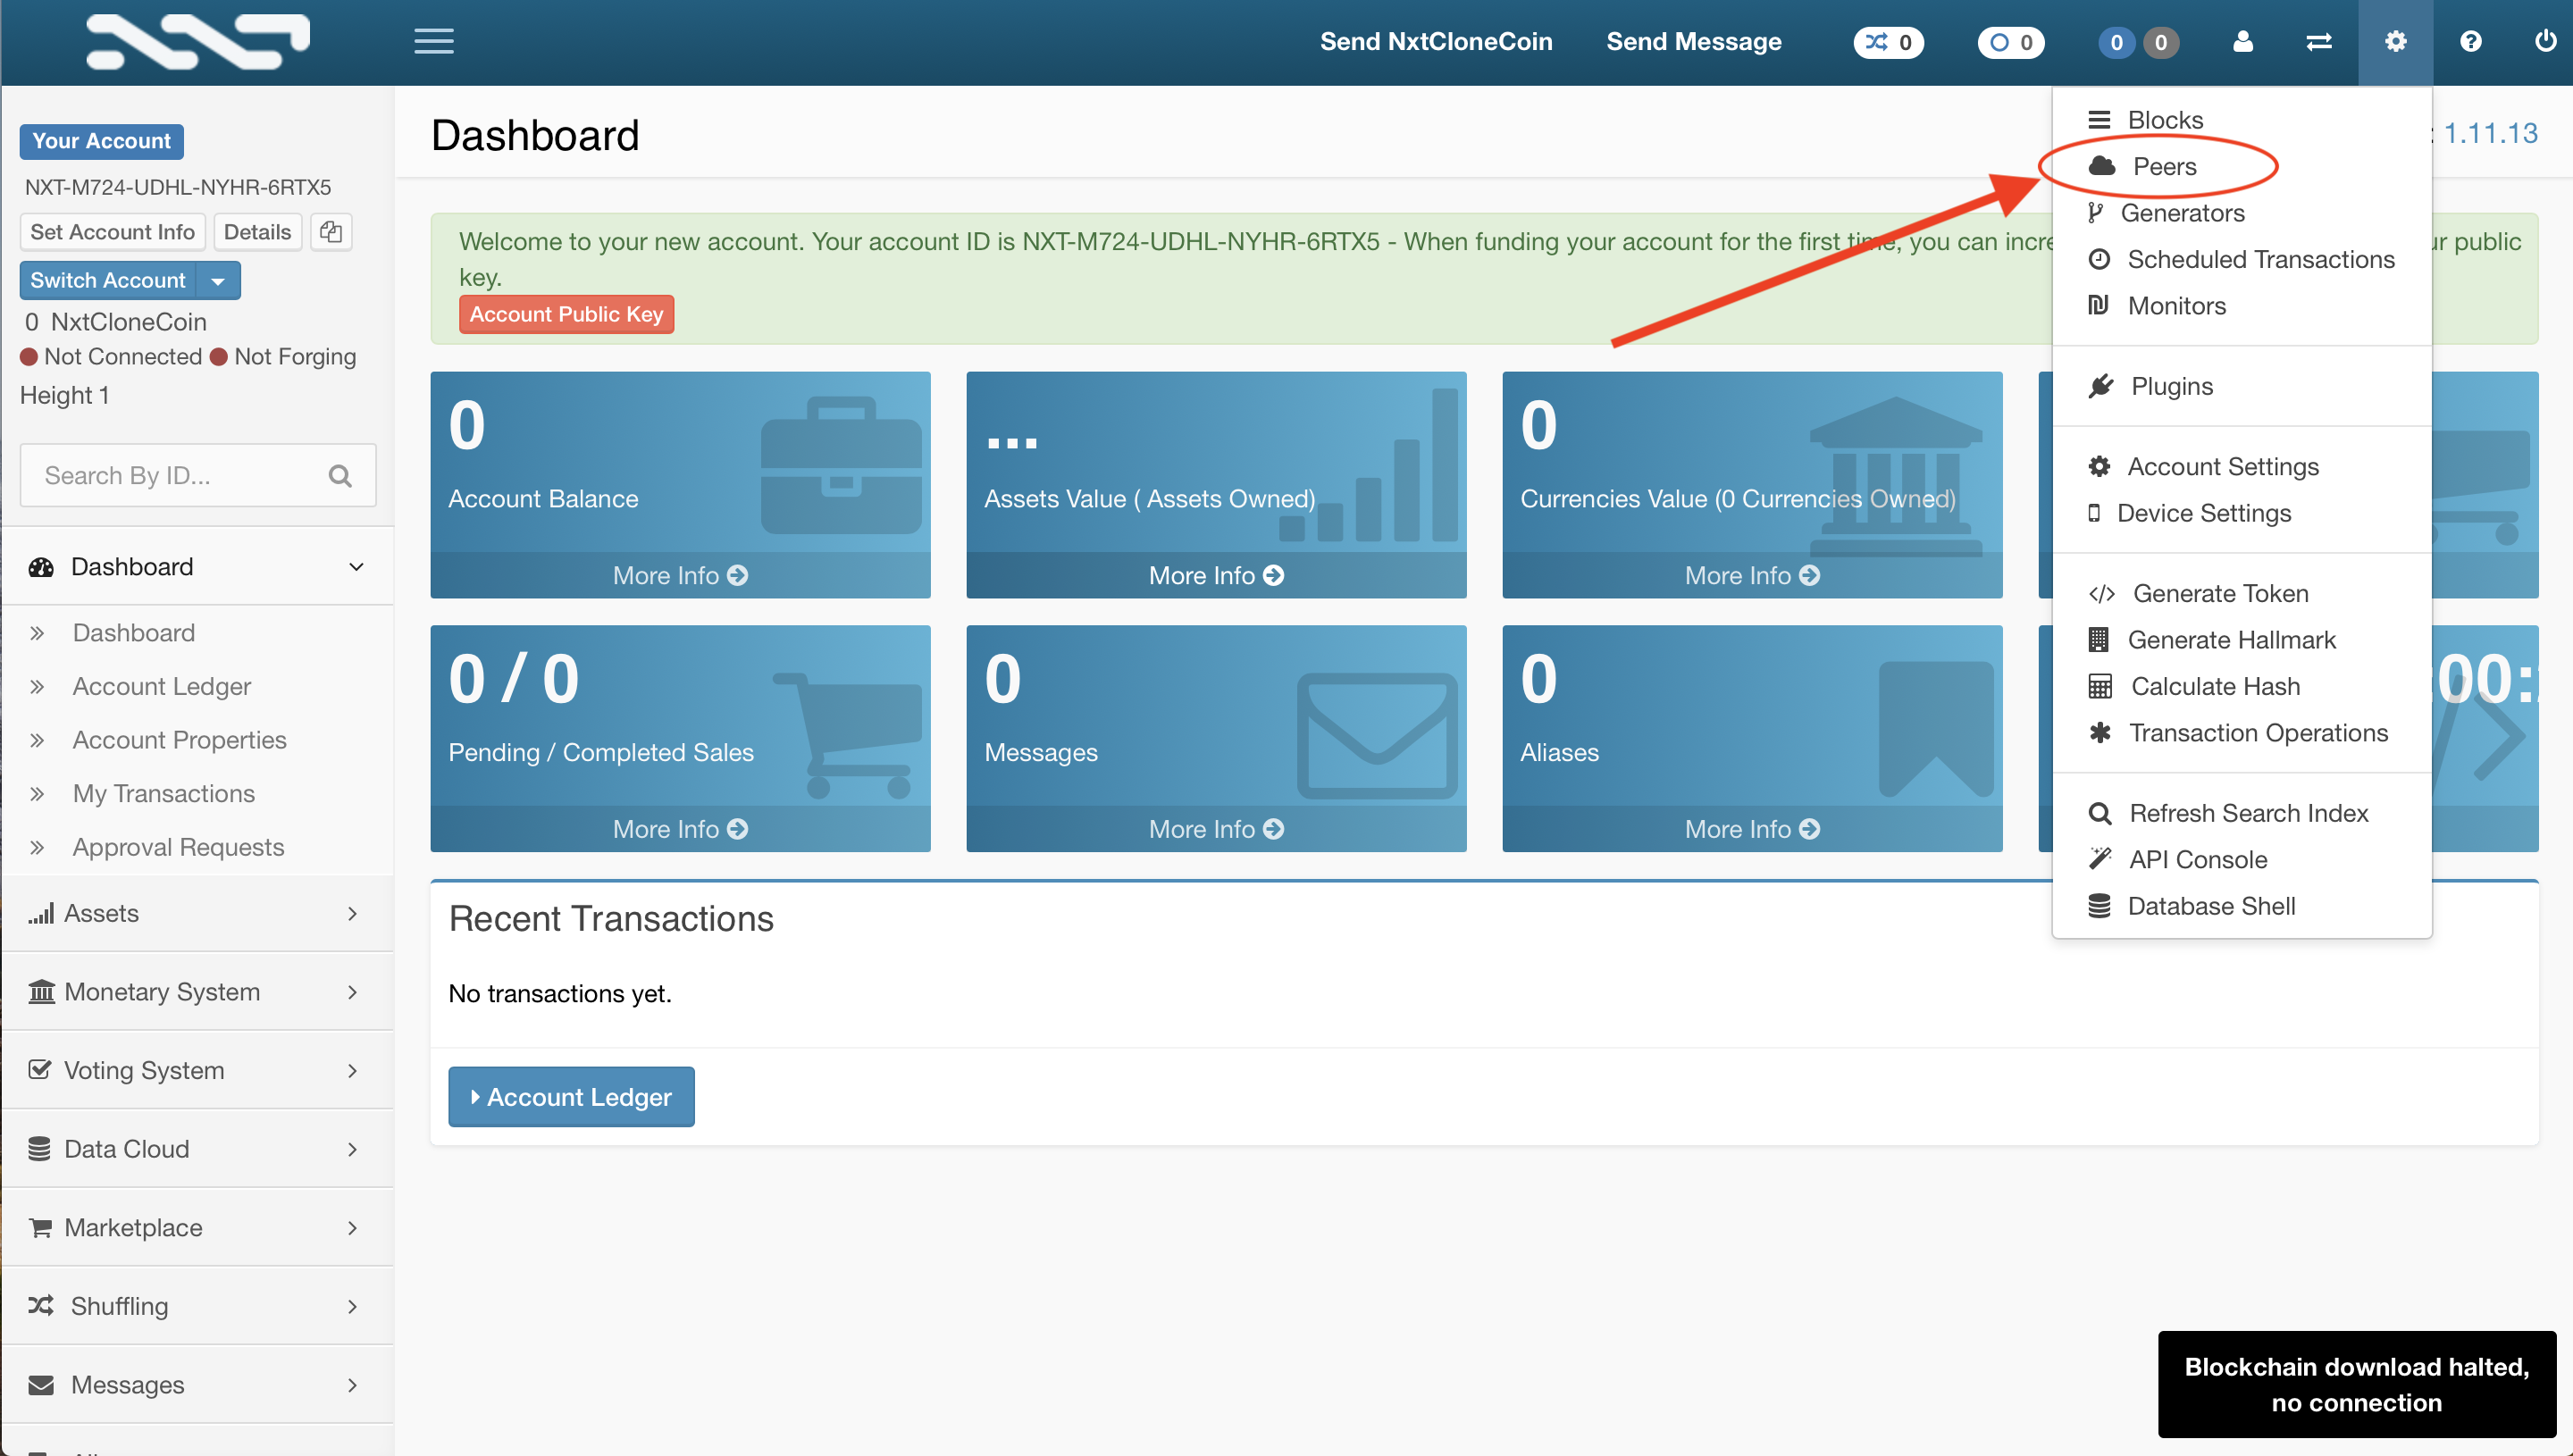 Send NxtCloneCoin
Send Message
0
0
0 0
Your Account
NXT-M724-UDHL-NYHR-6RTX5
Set Account Info
Details
Switch Account
0 NxtCloneCoin
Not Connected Not Forging
Height 1
Search By ID...
Dashboard
Dashboard
Account Ledger
Account Properties
My Transactions
Approval Requests
Assets
Monetary System
Voting System
Data Cloud
Marketplace
Shuffling
Messages
Dashboard
: 1.11.13
Welcome to your new account. Your account ID is NXT-M724-UDHL-NYHR-6RTX5 - When funding your account for the first time, you can incre
ur public
key.
Account Public Key
0
Account Balance
More Info
...
Assets Value ( Assets Owned)
More Info
0
Currencies Value (0 Currencies Owned)
More Info
0 / 0
Pending / Completed Sales
More Info
0
Messages
More Info
0
Aliases
More Info
:00:
Recent Transactions
No transactions yet.
Account Ledger
Blocks
Peers
Generators
Scheduled Transactions
Monitors
Plugins
Account Settings
Device Settings
Generate Token
Generate Hallmark
Calculate Hash
Transaction Operations
Refresh Search Index
API Console
Database Shell
Blockchain download halted,
no connection